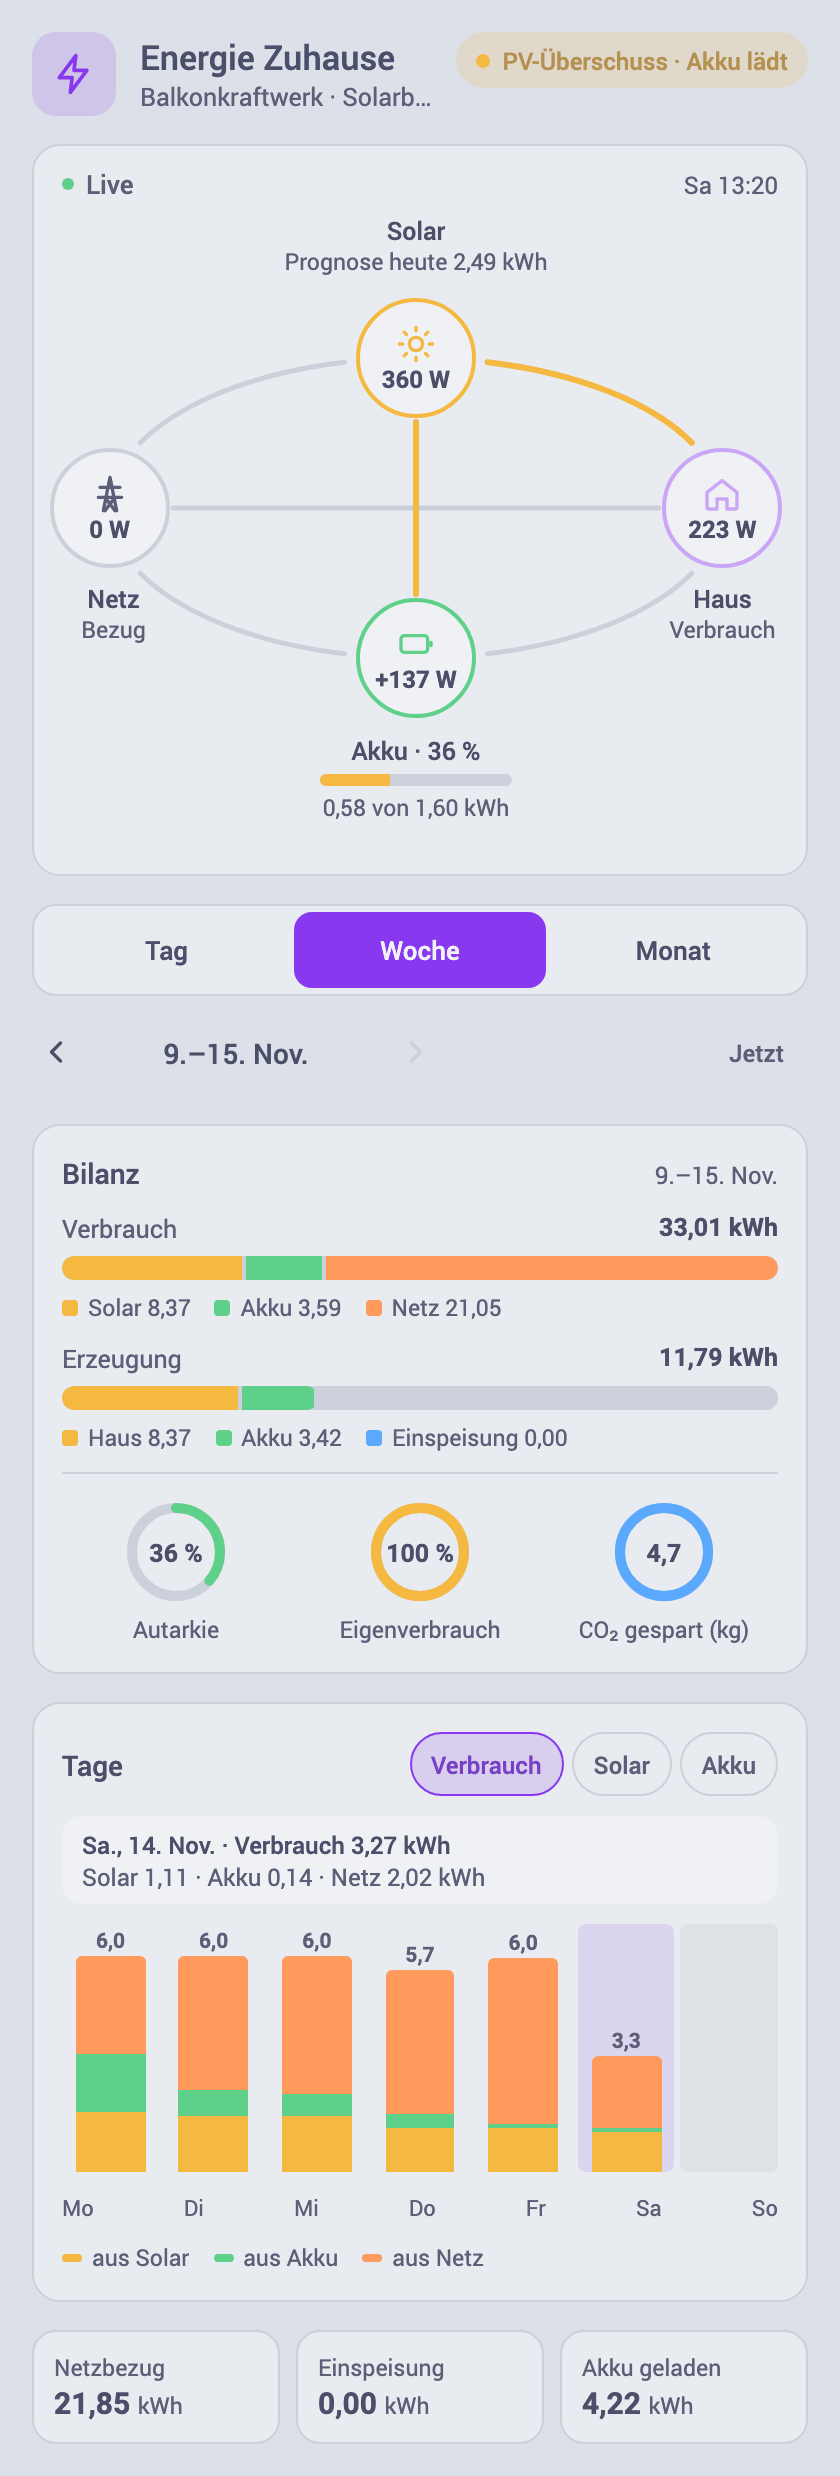 Energie Zuhause
Balkonkraftwerk · Solarb...
PV-Überschuss · Akku lädt
Live
Sa 13:20
Solar
Prognose heute 2,49 kWh
360 W
0 W
223 W
Netz
Bezug
Haus
Verbrauch
+137 W
Akku · 36 %
0,58 von 1,60 kWh
Tag
Woche
Monat
9.–15. Nov.
Jetzt
Bilanz
9.–15. Nov.
Verbrauch
33,01 kWh
Solar 8,37
Akku 3,59
Netz 21,05
Erzeugung
11,79 kWh
Haus 8,37
Akku 3,42
Einspeisung 0,00
36 %
100 %
4,7
Autarkie
Eigenverbrauch
CO₂ gespart (kg)
Tage
Verbrauch
Solar
Akku
Sa., 14. Nov. · Verbrauch 3,27 kWh
Solar 1,11 · Akku 0,14 · Netz 2,02 kWh
6,0
6,0
6,0
5,7
6,0
3,3
Mo
Di
Mi
Do
Fr
Sa
So
aus Solar
aus Akku
aus Netz
Netzbezug
21,85 kWh
Einspeisung
0,00 kWh
Akku geladen
4,22 kWh